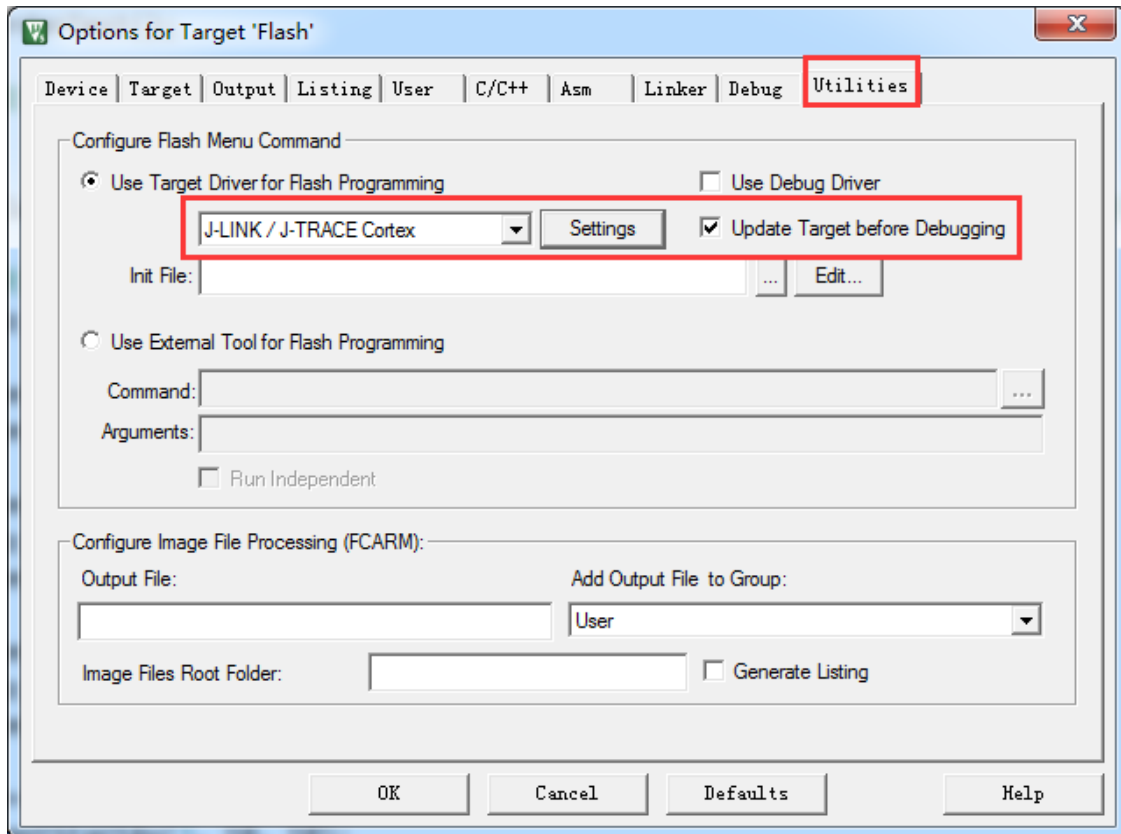 Options for Target 'Flash'
Device Target Output Listing User C/C++ Asm Linker Debug Utilities
Configure Flash Menu Command
Use Target Driver for Flash Programming Use Debug Driver
J-LINK / J-TRACE Cortex Settings Update Target before Debugging
Init File: ... Edit...
Use External Tool for Flash Programming
Command: ...
Arguments:
Run Independent
Configure Image File Processing (FCARM):
Output File: Add Output File to Group:
User
Image Files Root Folder: Generate Listing
OK Cancel Defaults Help